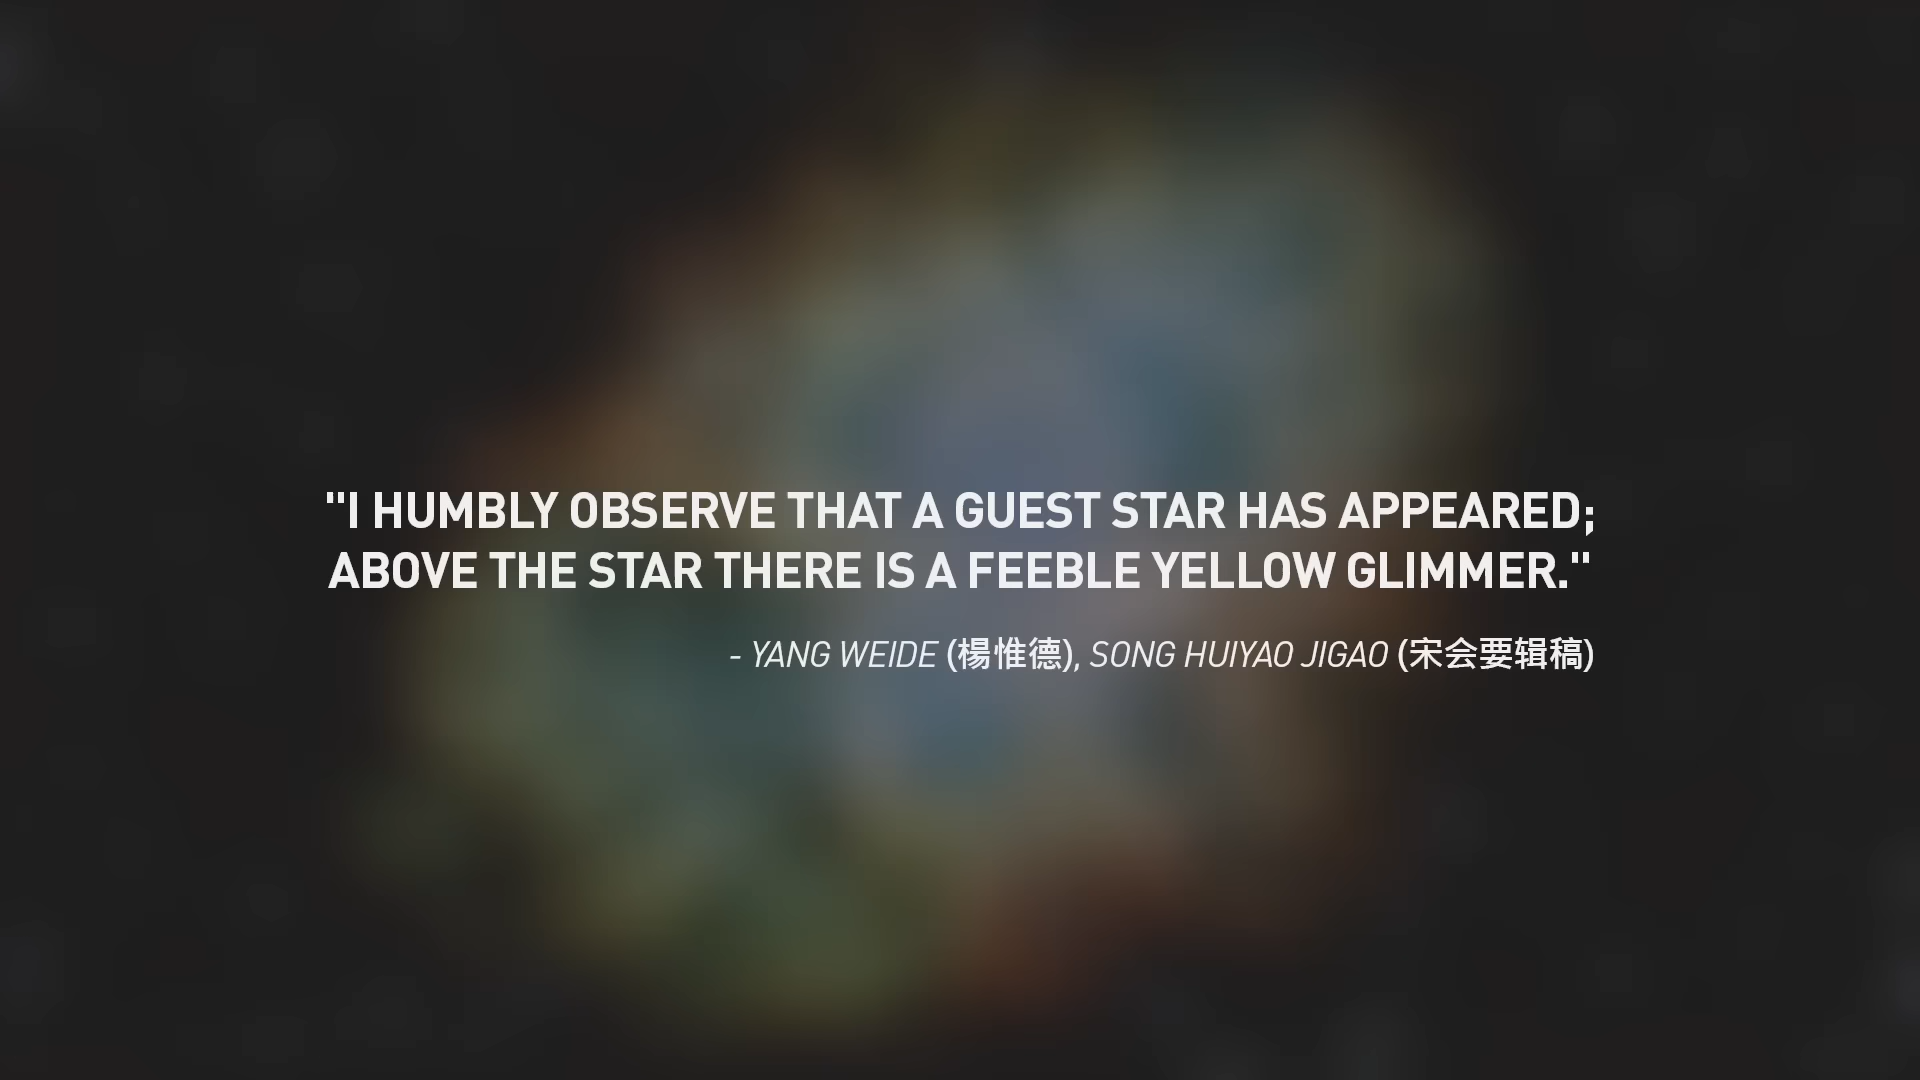 "I HUMBLY OBSERVE THAT A GUEST STAR HAS APPEARED;
ABOVE THE STAR THERE IS A FEEBLE YELLOW GLIMMER."
- YANG WEIDE (楊惟德), SONG HUIYAO JIGAO (宋会要辑稿)